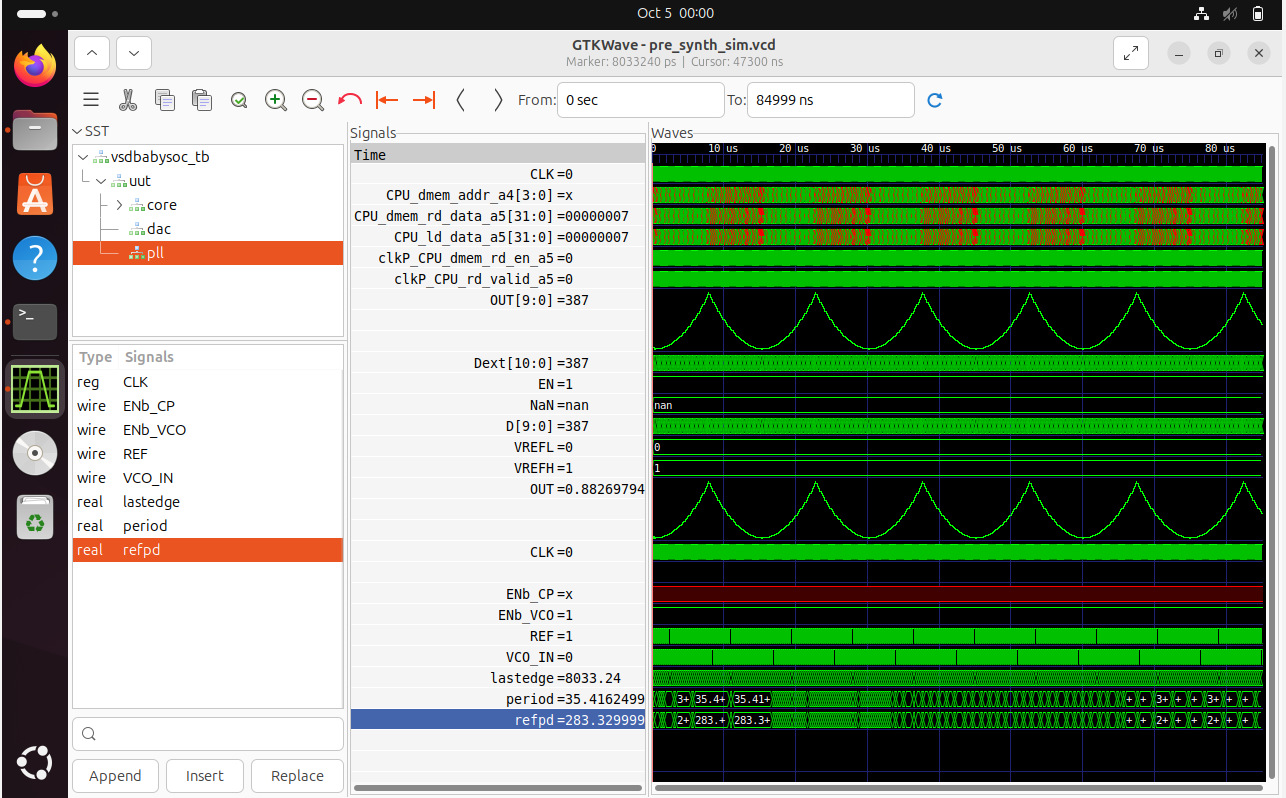 Oct 5 00:00
GTKWave - pre_synth_sim.vcd
Marker: 8033240 ps | Cursor: 47300 ns
From: 0 sec To: 84999 ns
SST
vsdbabysoc_tb
uut
core
dac
pll
Type Signals
reg CLK
wire ENb_CP
wire ENb_VCO
wire REF
wire VCO_IN
real lastedge
real period
real refpd
Append Insert Replace
Signals
Time
CLK=0
CPU_dmem_addr_a4[3:0]=x
CPU_dmem_rd_data_a5[31:0]=00000007
CPU_ld_data_a5[31:0]=00000007
clkP_CPU_dmem_rd_en_a5=0
clkP_CPU_rd_valid_a5=0
OUT[9:0]=387
Dext[10:0]=387
EN=1
NaN=nan
D[9:0]=387
VREFL=0
VREFH=1
OUT=0.88269794
CLK=0
ENb_CP=x
ENb_VCO=1
REF=1
VCO_IN=0
lastedge=8033.24
period=35.4162499
refpd=283.329999
Waves
0 10 us 20 us 30 us 40 us 50 us 60 us 70 us 80 us
nan
0
1
3+ 35.4+ 35.41+ + + 3+ + + 3+ + +
2+ 283.+ 283.3+ + + 2+ + + 2+ + +